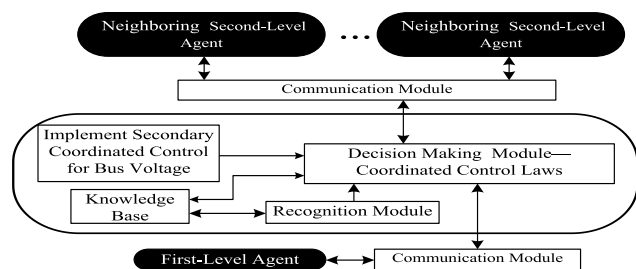 Neighboring Second-Level
Agent
...
Neighboring Second-Level
Agent
Communication Module
Implement Secondary
Coordinated Control
for Bus Voltage
Decision Making Module—
Coordinated Control Laws
Knowledge
Base
Recognition Module
First-Level Agent
Communication Module